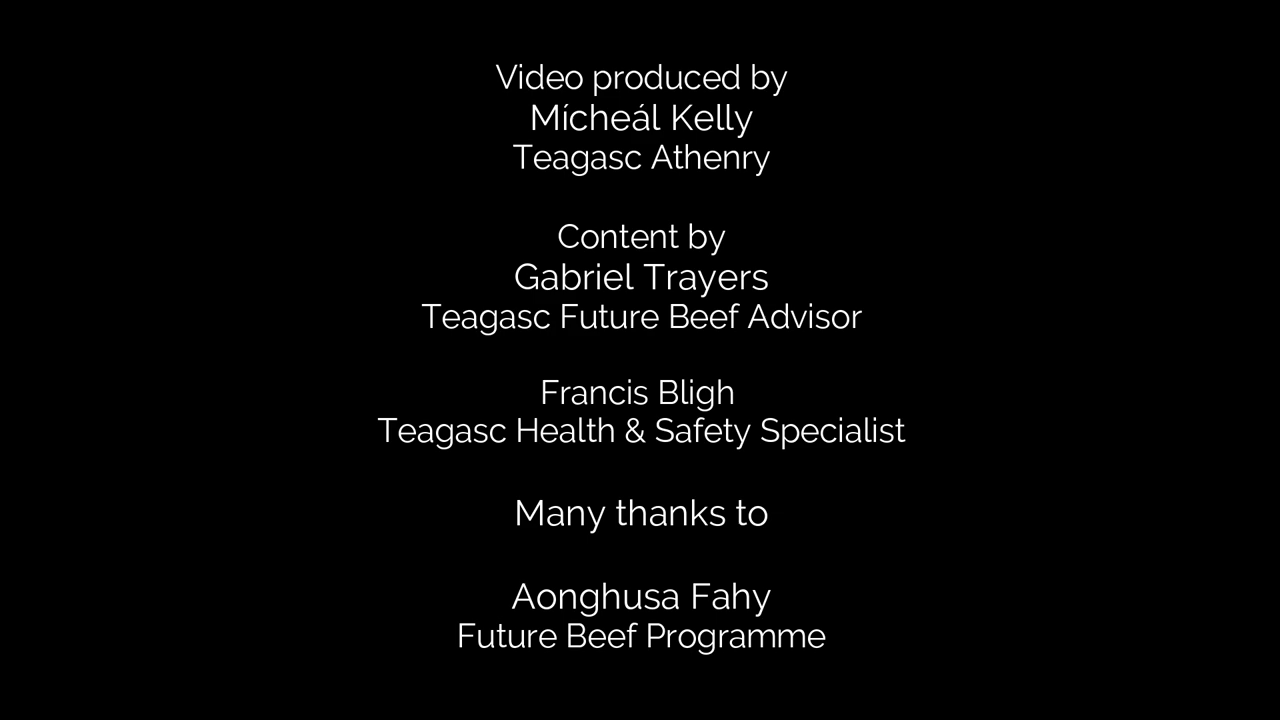 Video produced by
Mícheál Kelly
Teagasc Athenry
Content by
Gabriel Trayers
Teagasc Future Beef Advisor
Francis Bligh
Teagasc Health & Safety Specialist
Many thanks to
Aonghusa Fahy
Future Beef Programme